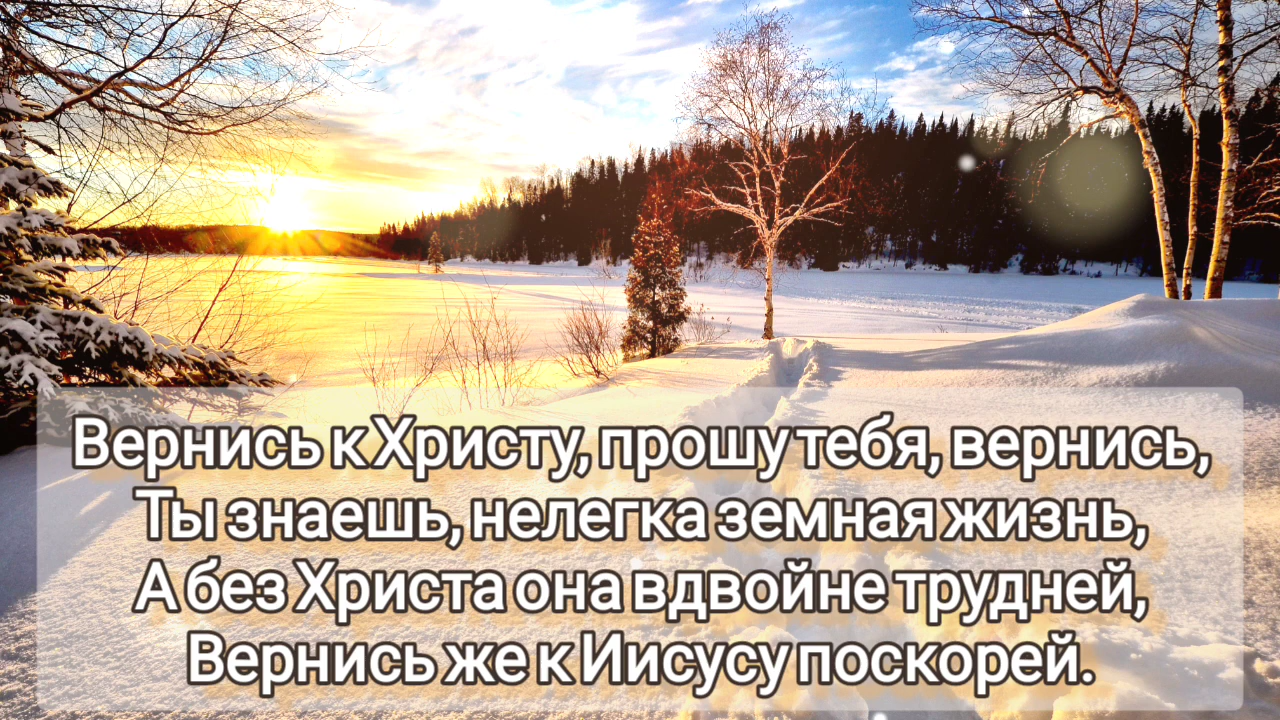 Вернись к Христу, прошу тебя, вернись,
Ты знаешь, нелегка земная жизнь,
А без Христа она вдвойне трудней,
Вернись же к Иисусу поскорей.